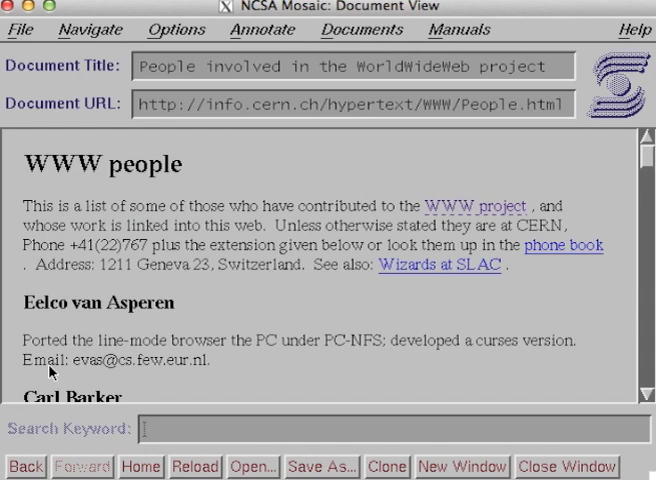 NCSA Mosaic: Document View
File Navigate Options Annotate Documents Manuals Help
Document Title: People involved in the WorldWideWeb project
Document URL: http://info.cern.ch/hypertext/WWW/People.html
WWW people
This is a list of some of those who have contributed to the WWW project , and
whose work is linked into this web. Unless otherwise stated they are at CERN,
Phone +41(22)767 plus the extension given below or look them up in the phone book
. Address: 1211 Geneva 23, Switzerland. See also: Wizards at SLAC .
Eelco van Asperen
Ported the line-mode browser the PC under PC-NFS; developed a curses version.
Email: evas@cs.few.eur.nl.
Carl Barker
Search Keyword:
Back Forward Home Reload Open... Save As... Clone New Window Close Window